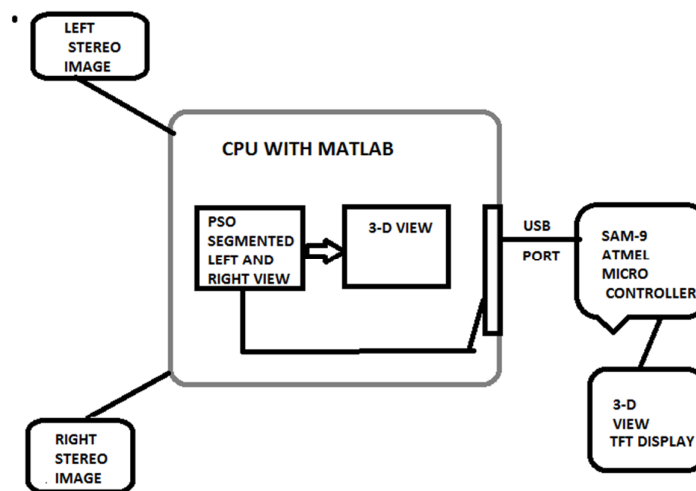 LEFT
STEREO
IMAGE
CPU WITH MATLAB
PSO
SEGMENTED
LEFT AND
RIGHT VIEW
3-D VIEW
USB
PORT
SAM-9
ATMEL
MICRO
CONTROLLER
3-D
VIEW
TFT DISPLAY
RIGHT
STEREO
IMAGE